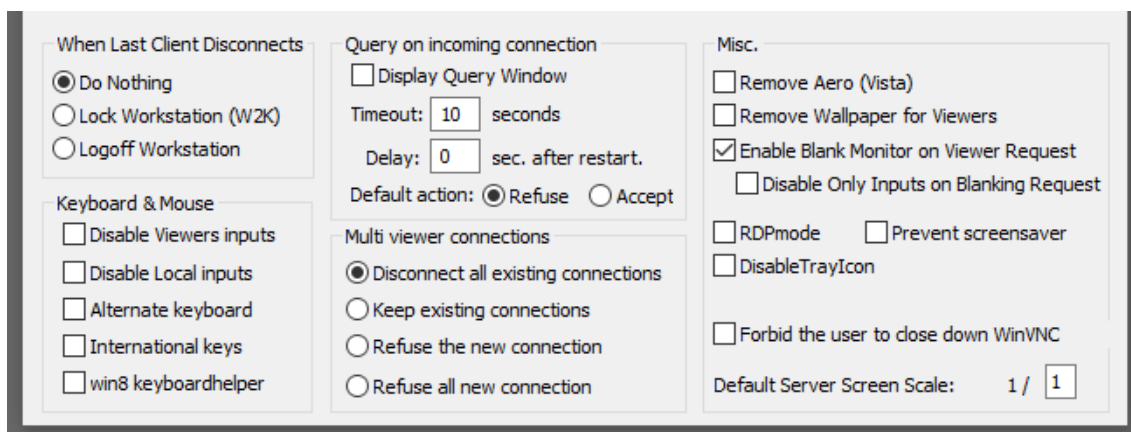 When Last Client Disconnects
Do Nothing
Lock Workstation (W2K)
Logoff Workstation
Keyboard & Mouse
Disable Viewers inputs
Disable Local inputs
Alternate keyboard
International keys
win8 keyboardhelper
Query on incoming connection
Display Query Window
Timeout: 10 seconds
Delay: 0 sec. after restart.
Default action: Refuse Accept
Multi viewer connections
Disconnect all existing connections
Keep existing connections
Refuse the new connection
Refuse all new connection
Misc.
Remove Aero (Vista)
Remove Wallpaper for Viewers
Enable Blank Monitor on Viewer Request
Disable Only Inputs on Blanking Request
RDPmode Prevent screensaver
DisableTrayIcon
Forbid the user to close down WinVNC
Default Server Screen Scale: 1 / 1